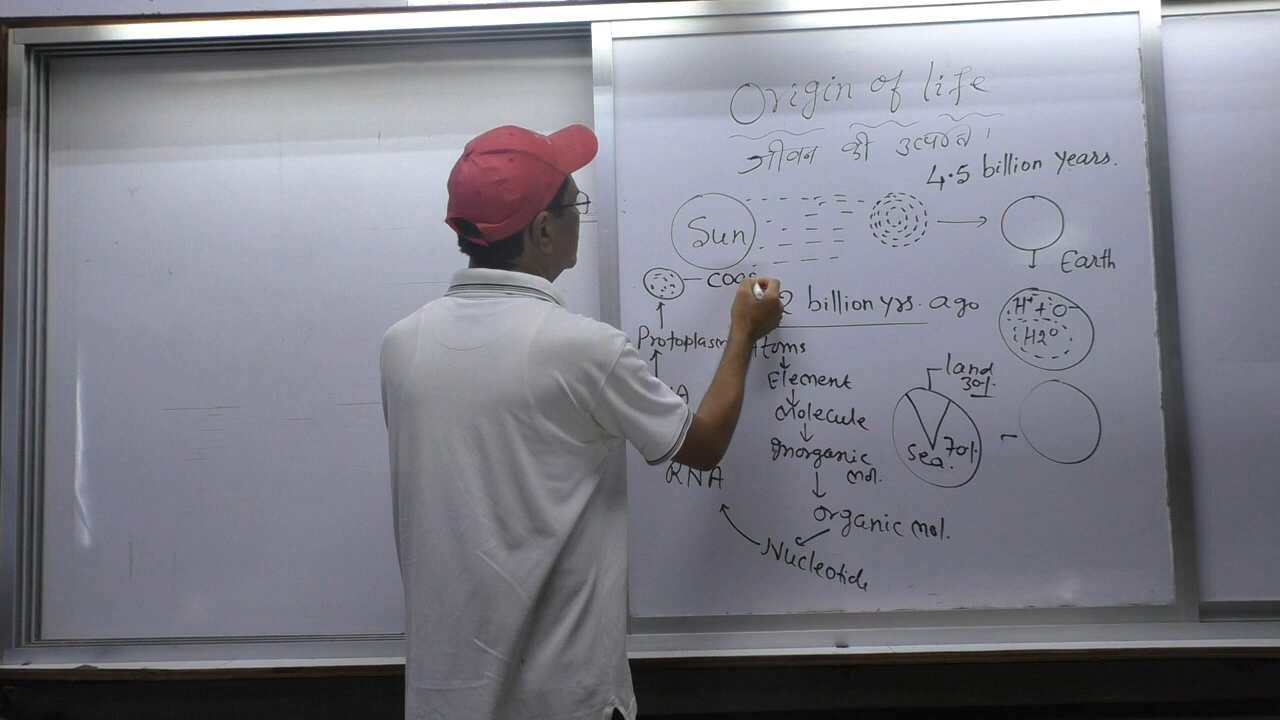 Origin of life
जीवन की उत्पत्ति।
4.5 billion years.
Sun
Earth
2 billion yrs. ago
H + O
H2O
Protoplasm
Atoms
Element
Molecule
Inorganic
mol.
organic mol.
Nucleotide
RNA
land
30%
Sea. 70%